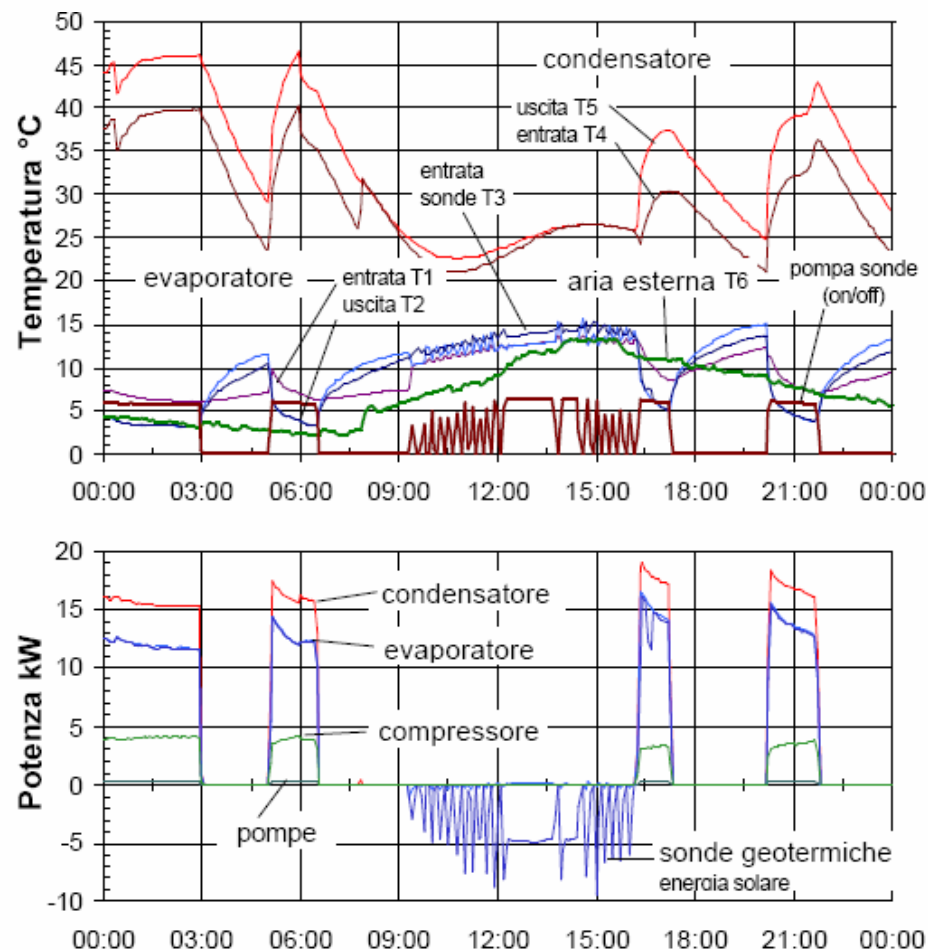 Temperatura °C
50
45
40
35
30
25
20
15
10
5
0
condensatore
uscita T5
entrata T4
entrata
sonde T3
evaporatore
entrata T1
uscita T2
aria esterna T6
pompa sonde
(on/off)
00:00 03:00 06:00 09:00 12:00 15:00 18:00 21:00 00:00
Potenza kW
20
15
10
5
0
-5
-10
condensatore
evaporatore
compressore
pompe
sonde geotermiche
energia solare
00:00 03:00 06:00 09:00 12:00 15:00 18:00 21:00 00:00